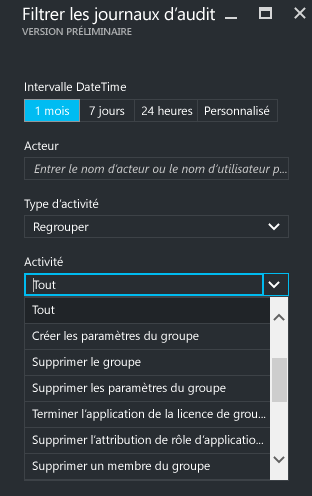 Filtrer les journaux d'audit
VERSION PRÉLIMINAIRE
Intervalle DateTime
1 mois 7 jours 24 heures Personnalisé
Acteur
Entrer le nom d'acteur ou le nom d'utilisateur p...
Type d'activité
Regrouper
Activité
Tout
Tout
Créer les paramètres du groupe
Supprimer le groupe
Supprimer les paramètres du groupe
Terminer l'application de la licence de grou...
Supprimer l'attribution de rôle d'applicatio...
Supprimer un membre du groupe